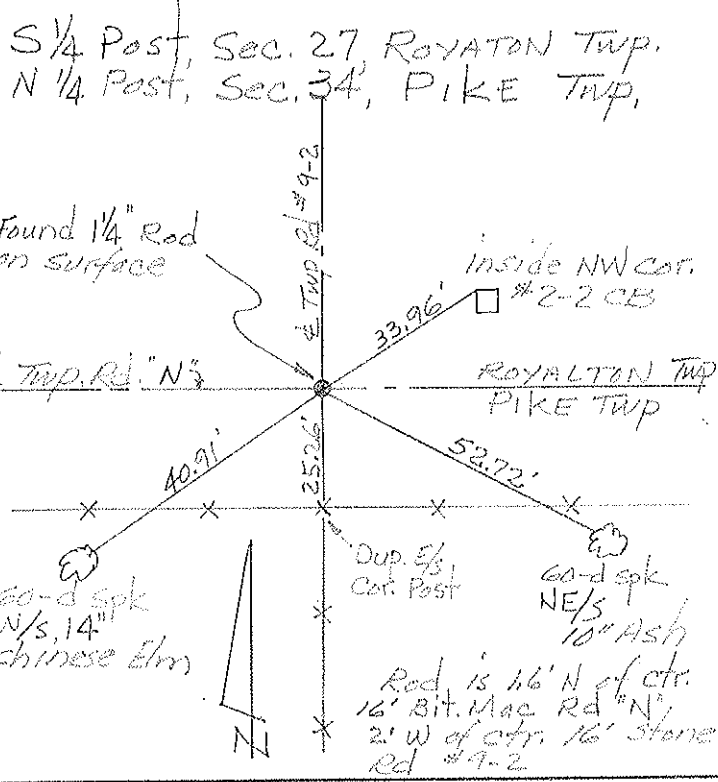 S 1/4 Post, Sec. 27, ROYATON Twp.
N 1/4 Post, Sec. 34, PIKE Twp,
℄ Twp. Rd #9-2
Found 1¼" Rod
on surface
inside NW cor.
#2-2 CB
33.96'
Twp. Rd. "N"
ROYALTON TWP
PIKE TWP
40.91'
25.26'
52.72'
Dup. E/s
Cor. Post
60-d spk
N/s, 14"
chinese Elm
60-d spk
NE/s
10" Ash
Rod is 1.6' N of ctr.
16' Bit. Mac Rd "N",
2' W of ctr. 16' Stone
Rd #9-2
N